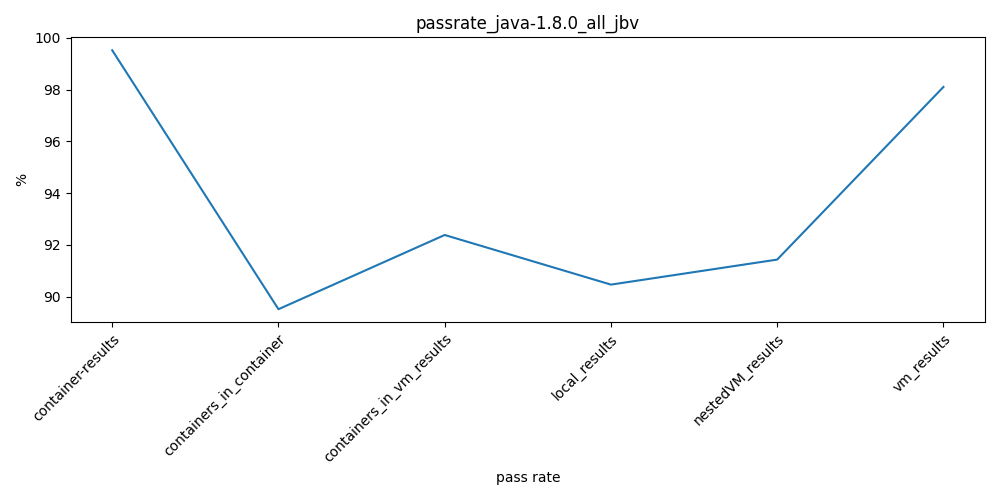 passrate_java-1.8.0_all_jbv
100
98
96
94
92
90
%
container-results
containers_in_container
containers_in_vm_results
local_results
nestedVM_results
vm_results
pass rate